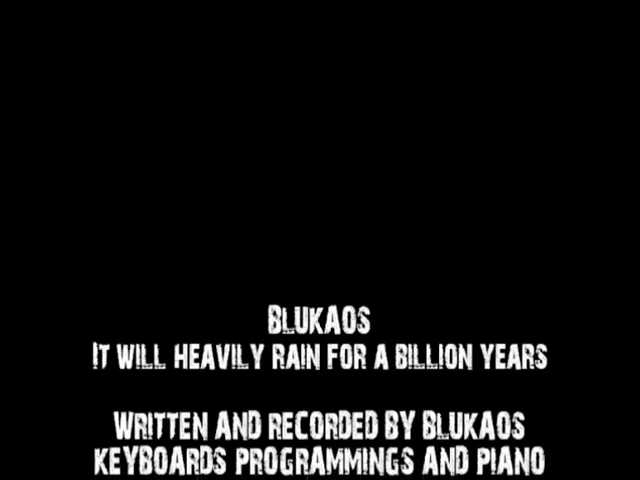 Blukaos
It will heavily rain for a billion years
written and recorded by Blukaos
keyboards programmings and piano